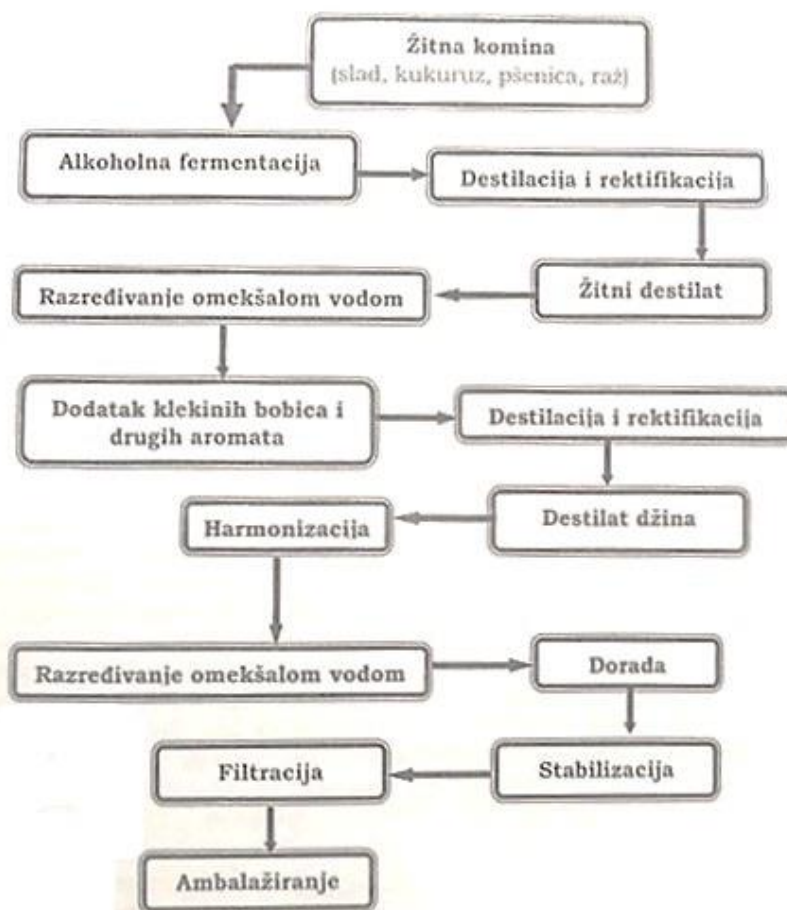 Žitna komina
(slad, kukuruz, pšenica, raž)
Alkoholna fermentacija
Destilacija i rektifikacija
Žitni destilat
Razređivanje omekšalom vodom
Dodatak klekinih bobica i
drugih aromata
Destilacija i rektifikacija
Destilat džina
Harmonizacija
Razređivanje omekšalom vodom
Dorada
Stabilizacija
Filtracija
Ambalažiranje